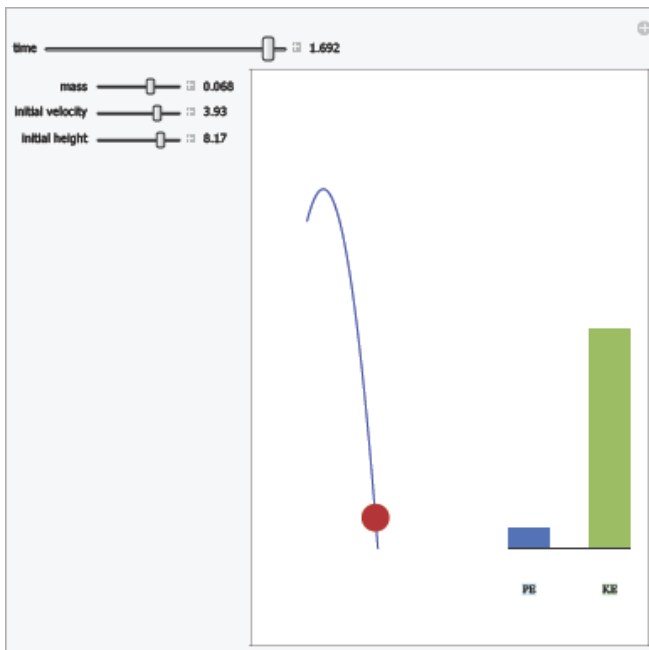 time 1.692
mass 0.068
initial velocity 3.93
initial height 8.17
PE KE